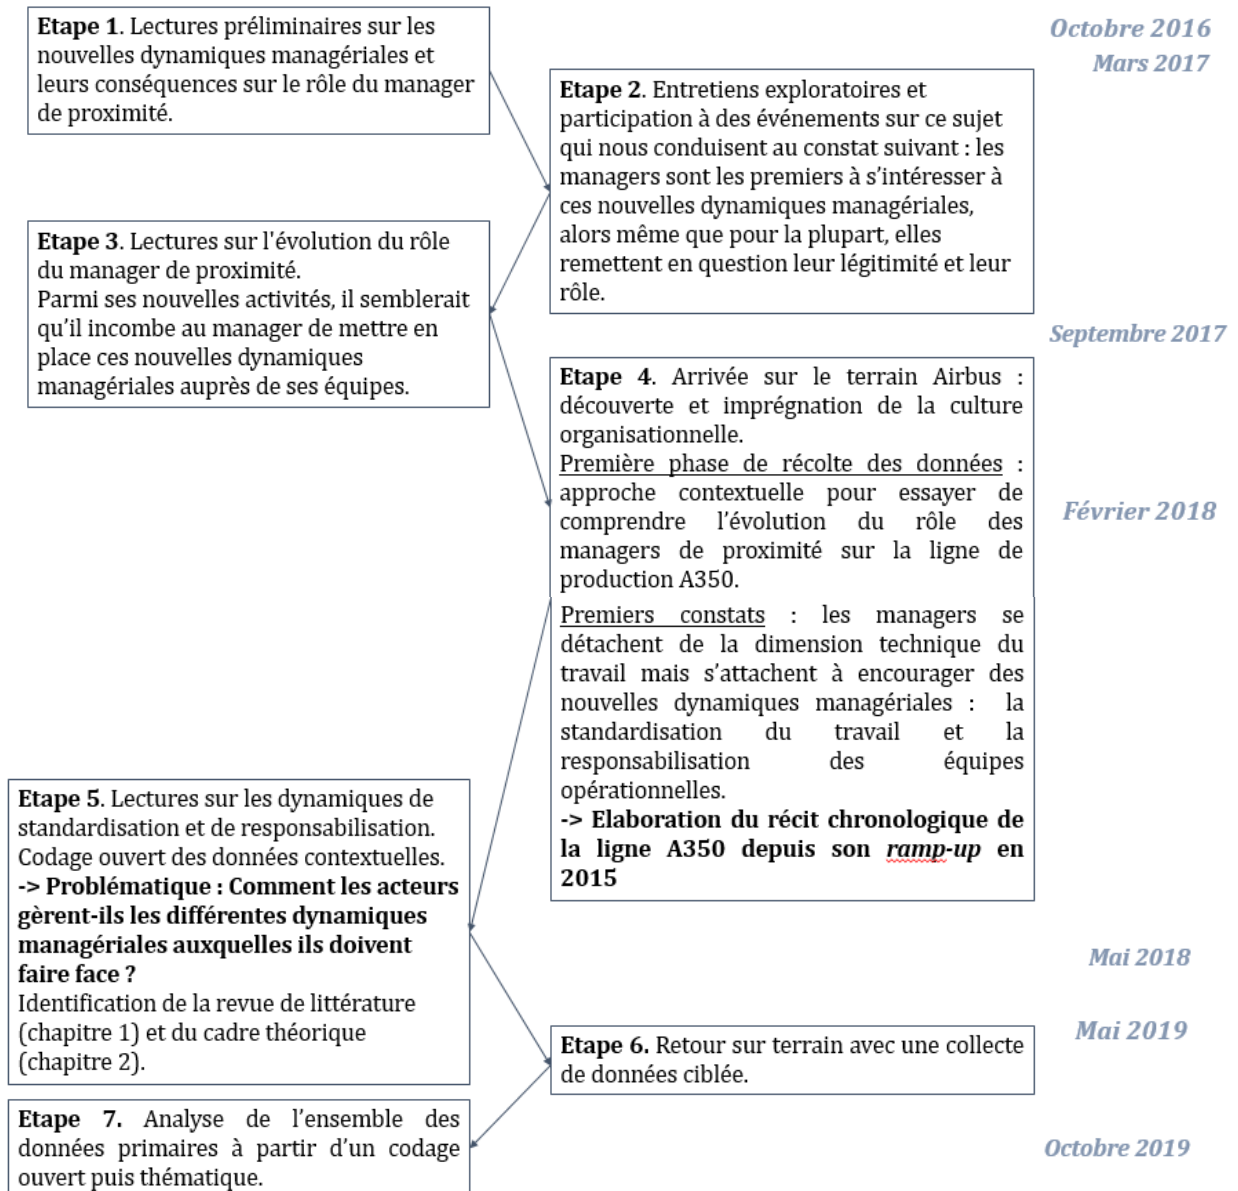 Etape 1. Lectures préliminaires sur les
nouvelles dynamiques managériales et
leurs conséquences sur le rôle du manager
de proximité.
Octobre 2016
Mars 2017
Etape 2. Entretiens exploratoires et
participation à des événements sur ce sujet
qui nous conduisent au constat suivant : les
managers sont les premiers à s’intéresser à
ces nouvelles dynamiques managériales,
alors même que pour la plupart, elles
remettent en question leur légitimité et leur
rôle.
Etape 3. Lectures sur l'évolution du rôle
du manager de proximité.
Parmi ses nouvelles activités, il semblerait
qu’il incombe au manager de mettre en
place ces nouvelles dynamiques
managériales auprès de ses équipes.
Septembre 2017
Etape 4. Arrivée sur le terrain Airbus :
découverte et imprégnation de la culture
organisationnelle.
Première phase de récolte des données :
approche contextuelle pour essayer de
comprendre l’évolution du rôle des
managers de proximité sur la ligne de
production A350.
Premiers constats : les managers se
détachent de la dimension technique du
travail mais s’attachent à encourager des
nouvelles dynamiques managériales : la
standardisation du travail et la
responsabilisation des équipes
opérationnelles.
-> Elaboration du récit chronologique de
la ligne A350 depuis son ramp-up en
2015
Février 2018
Etape 5. Lectures sur les dynamiques de
standardisation et de responsabilisation.
Codage ouvert des données contextuelles.
-> Problématique : Comment les acteurs
gèrent-ils les différentes dynamiques
managériales auxquelles ils doivent
faire face ?
Identification de la revue de littérature
(chapitre 1) et du cadre théorique
(chapitre 2).
Mai 2018
Mai 2019
Etape 6. Retour sur terrain avec une collecte
de données ciblée.
Etape 7. Analyse de l’ensemble des
données primaires à partir d’un codage
ouvert puis thématique.
Octobre 2019